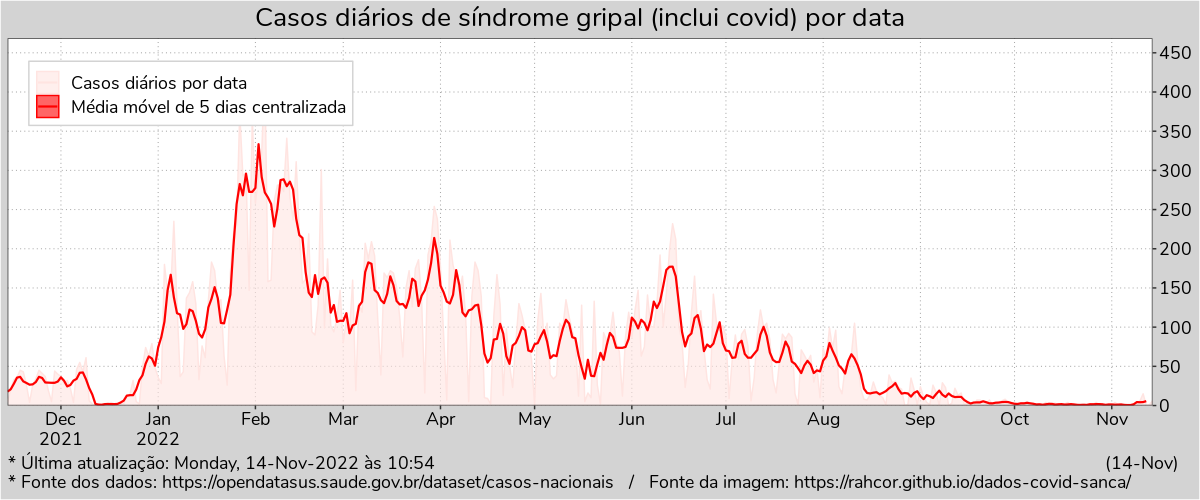 Casos diários de síndrome gripal (inclui covid) por data
Casos diários por data
Média móvel de 5 dias centralizada
450
400
350
300
250
200
150
100
50
0
Dec Jan Feb Mar Apr May Jun Jul Aug Sep Oct Nov
2021 2022
* Última atualização: Monday, 14-Nov-2022 às 10:54 (14-Nov)
* Fonte dos dados: https://opendatasus.saude.gov.br/dataset/casos-nacionais / Fonte da imagem: https://rahcor.github.io/dados-covid-sanca/